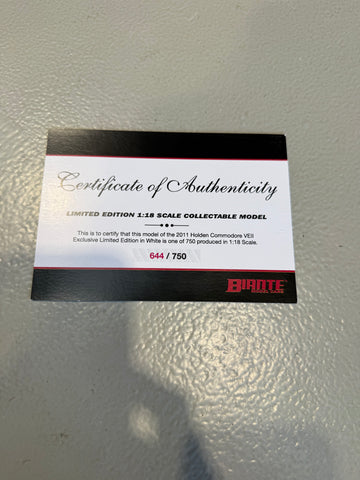 Certificate of Authenticity
LIMITED EDITION 1:18 SCALE COLLECTABLE MODEL
This is to certify that this model of the 2011 Holden Commodore VEII
Exclusive Limited Edition in White is one of 750 produced in 1:18 Scale.
644 / 750
BIANTE
MODEL CARS